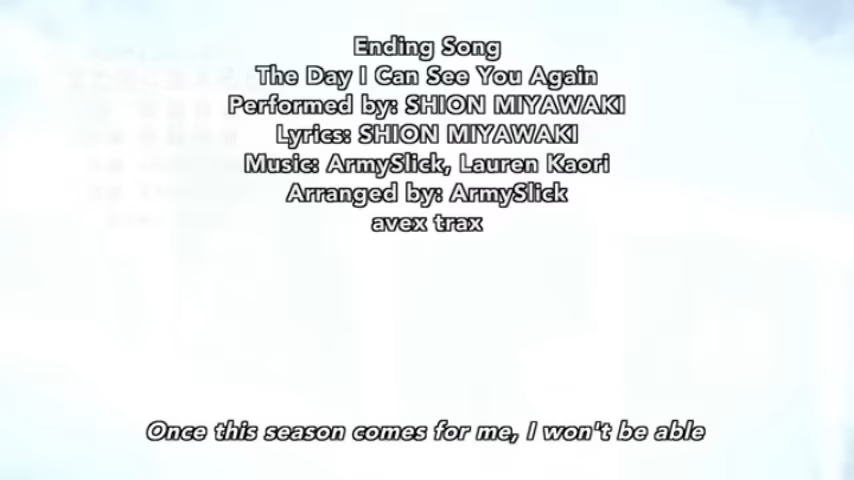 Ending Song
The Day I Can See You Again
Performed by: SHION MIYAWAKI
Lyrics: SHION MIYAWAKI
Music: ArmySlick, Lauren Kaori
Arranged by: ArmySlick
avex trax
Once this season comes for me, I won't be able